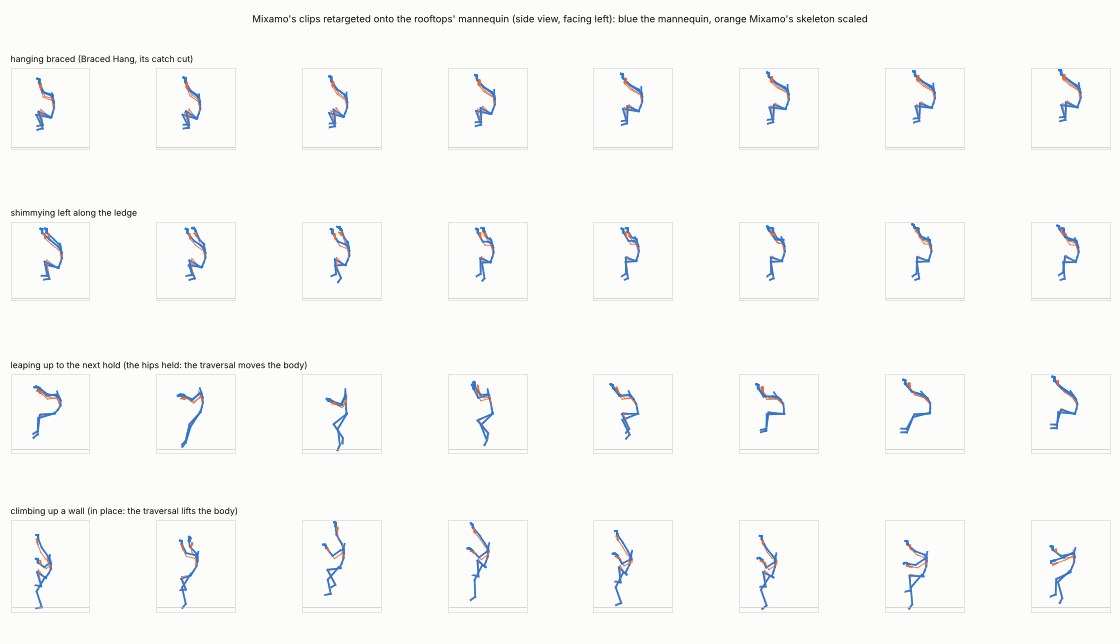 Mixamo's clips retargeted onto the rooftops' mannequin (side view, facing left): blue the mannequin, orange Mixamo's skeleton scaled
hanging braced (Braced Hang, its catch cut)
shimmying left along the ledge
leaping up to the next hold (the hips held: the traversal moves the body)
climbing up a wall (in place: the traversal lifts the body)